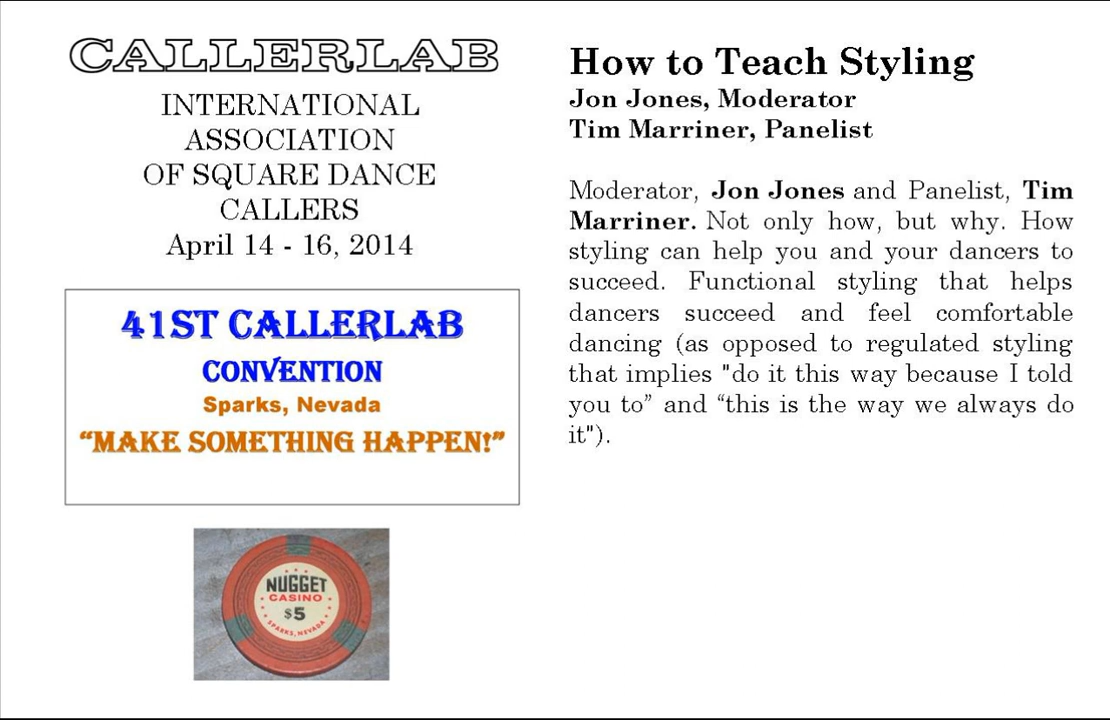 CALLERLAB
INTERNATIONAL
ASSOCIATION
OF SQUARE DANCE
CALLERS
April 14 - 16, 2014
41ST CALLERLAB
CONVENTION
Sparks, Nevada
“MAKE SOMETHING HAPPEN!”
NUGGET
CASINO
$5
SPARKS, NEVADA
How to Teach Styling
Jon Jones, Moderator
Tim Marriner, Panelist
Moderator, Jon Jones and Panelist, Tim
Marriner. Not only how, but why. How
styling can help you and your dancers to
succeed. Functional styling that helps
dancers succeed and feel comfortable
dancing (as opposed to regulated styling
that implies "do it this way because I told
you to” and “this is the way we always do
it").